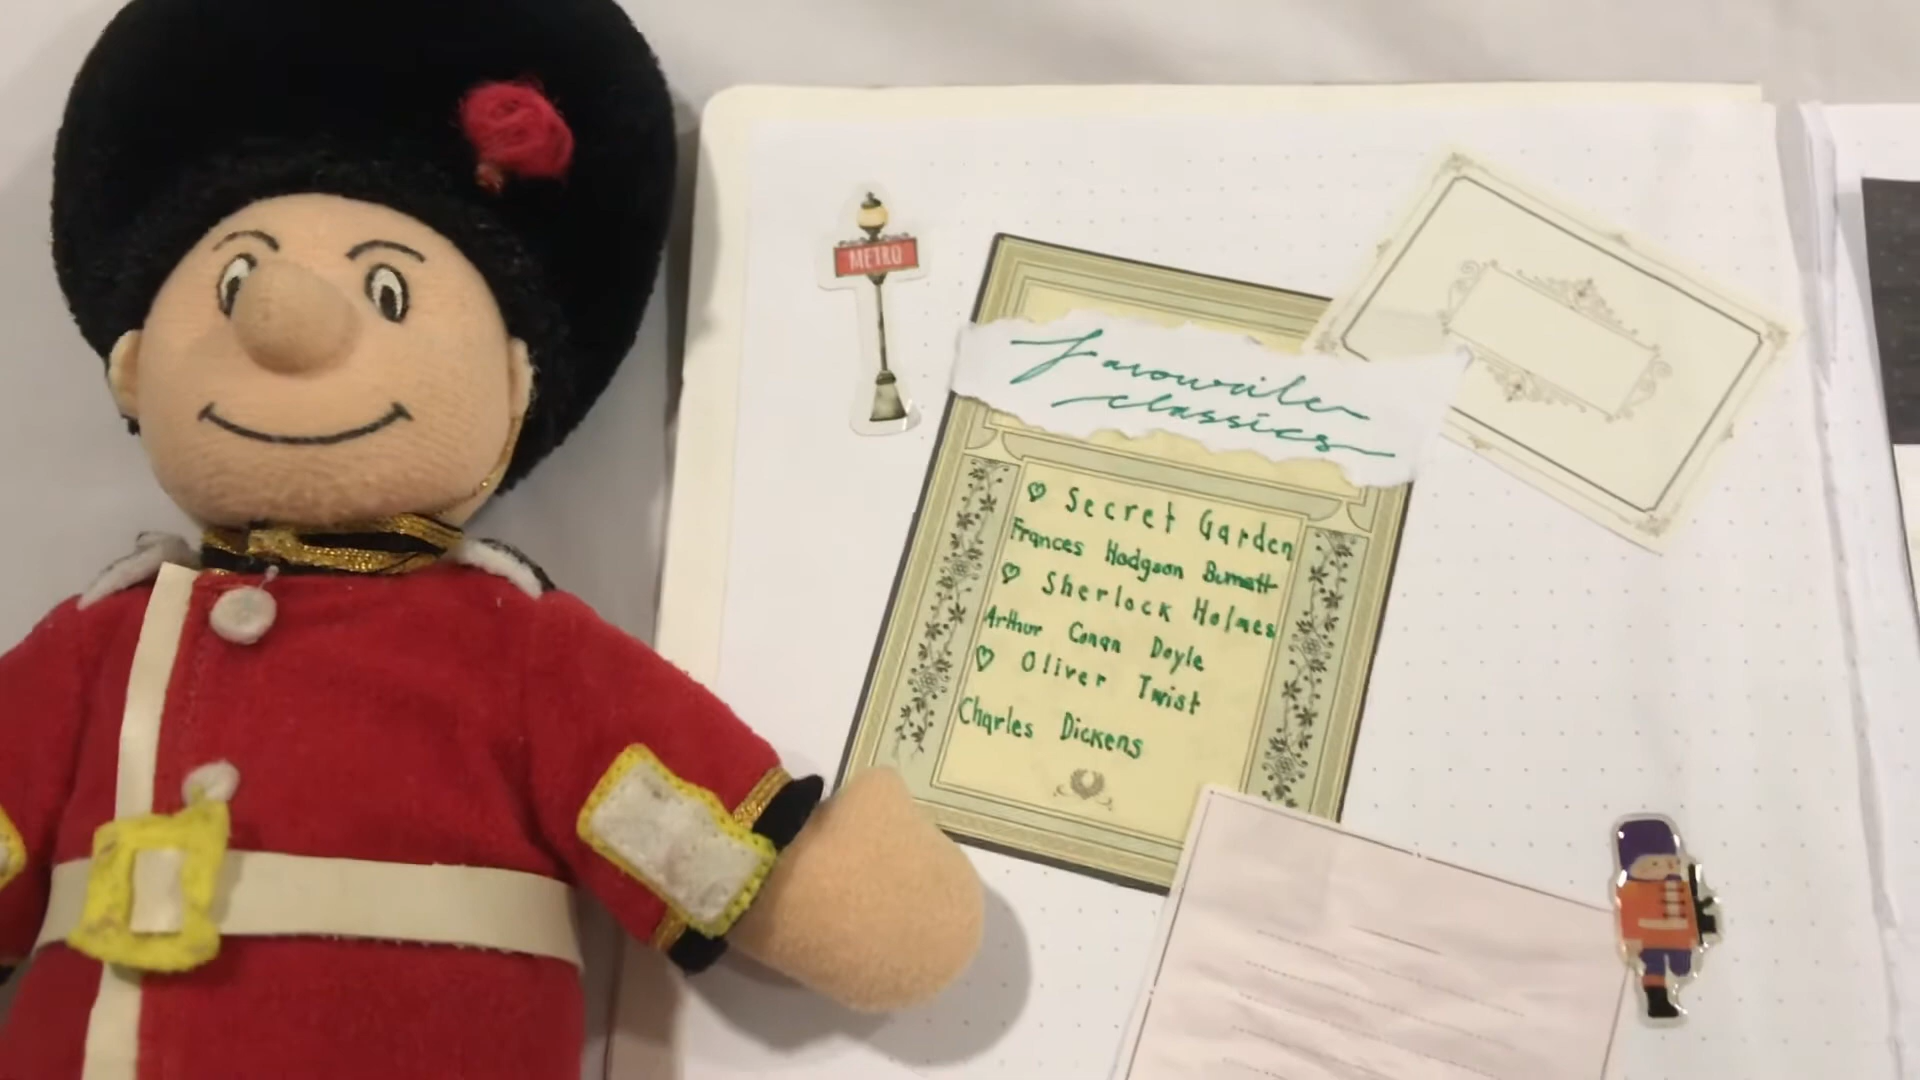 METRO
favourite
classics
♡ Secret Garden
Frances Hodgson Burnett
♡ Sherlock Holmes
Arthur Conan Doyle
♡ Oliver Twist
Charles Dickens